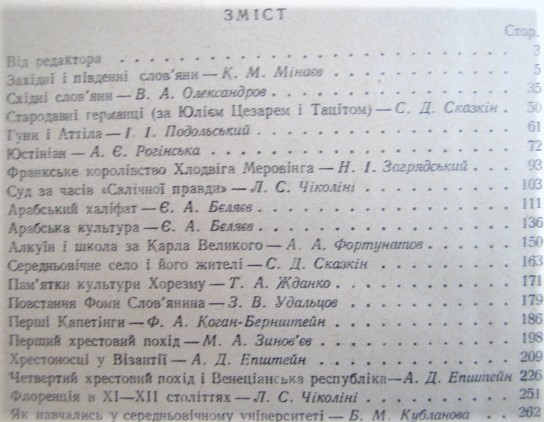 ЗМІСТ
Стор.
Від редактора . . . . . . . . . . 3
Західні і південні слов'яни — К. М. Мінаєв . . . . . . 5
Східні слов'яни — В. А. Олександров . . . . . . 35
Стародавні германці (за Юлієм Цезарем і Тацітом) — С. Д. Сказкін . 50
Гуни і Аттіла — І. І. Подольський . . . . . . 61
Юстініан — А. Є. Рогінська . . . . . . 72
Франкське королівство Хлодвіга Меровінга — Н. І. Загрядський . . 93
Суд за часів «Салічної правди» — Л. С. Чіколіні . . . . 103
Арабський халіфат — Є. А. Бєляєв . . . . . . 111
Арабська культура — Є. А. Бєляєв . . . . . . 136
Алкуїн і школа за Карла Великого — А. А. Фортунатов . . . 150
Середньовічне село і його жителі — С. Д. Сказкін . . . . 163
Пам'ятки культури Хорезму — Т. А. Жданко . . . . . 171
Повстання Фоми Слов'янина — З. В. Удальцов . . . . . 179
Перші Капетінги — Ф. А. Коган-Бернштейн . . . . . 186
Перший хрестовий похід — М. А. Зинов'єв . . . . . 198
Хрестоносці у Візантії — А. Д. Епштейн . . . . . 209
Четвертий хрестовий похід і Венеціанська республіка — А. Д. Епштейн 226
Флоренція в XI—XII століттях — Л. С. Чіколіні . . . . 251
Як навчались у середньовічному університеті — Б. М. Кубланова . . 262